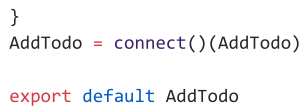 }
AddTodo = connect()(AddTodo)
export default AddTodo